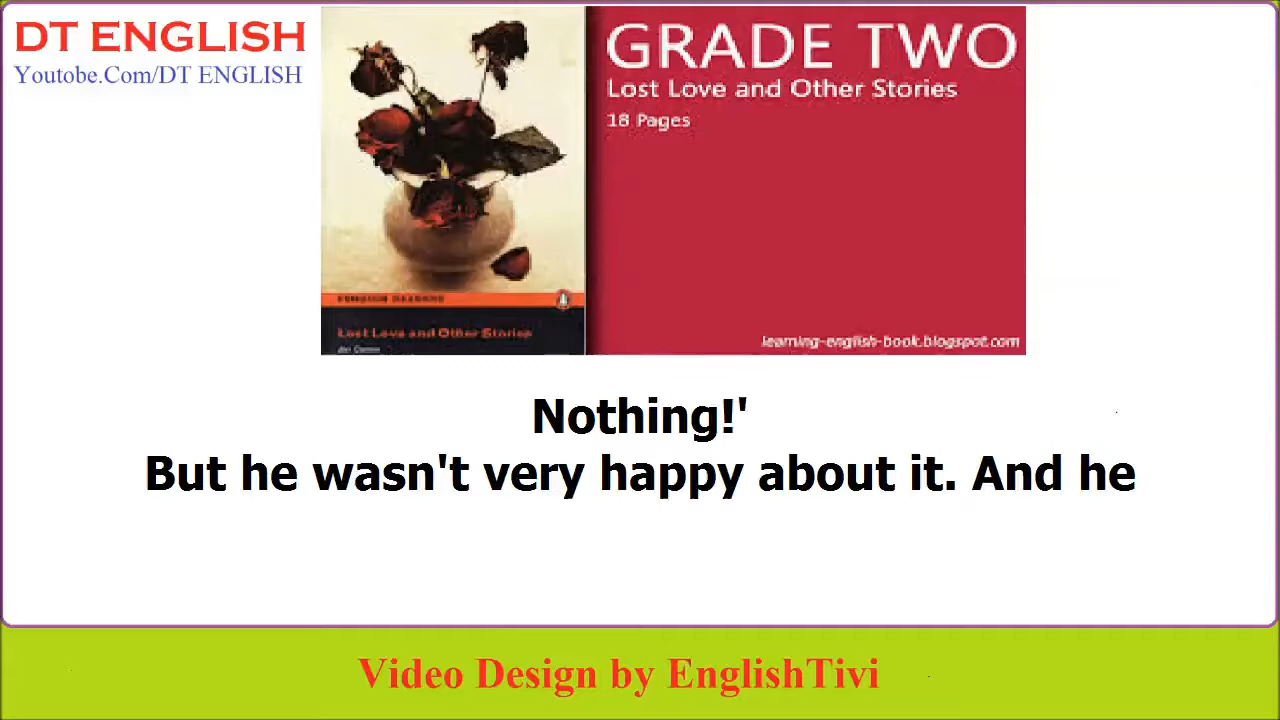 DT ENGLISH
Youtobe.Com/DT ENGLISH
GRADE TWO
Lost Love and Other Stories
18 Pages
PENGUIN READERS
Lost Love and Other Stories
learning-english-book.blogspot.com
Nothing!'
But he wasn't very happy about it. And he
Video Design by EnglishTivi